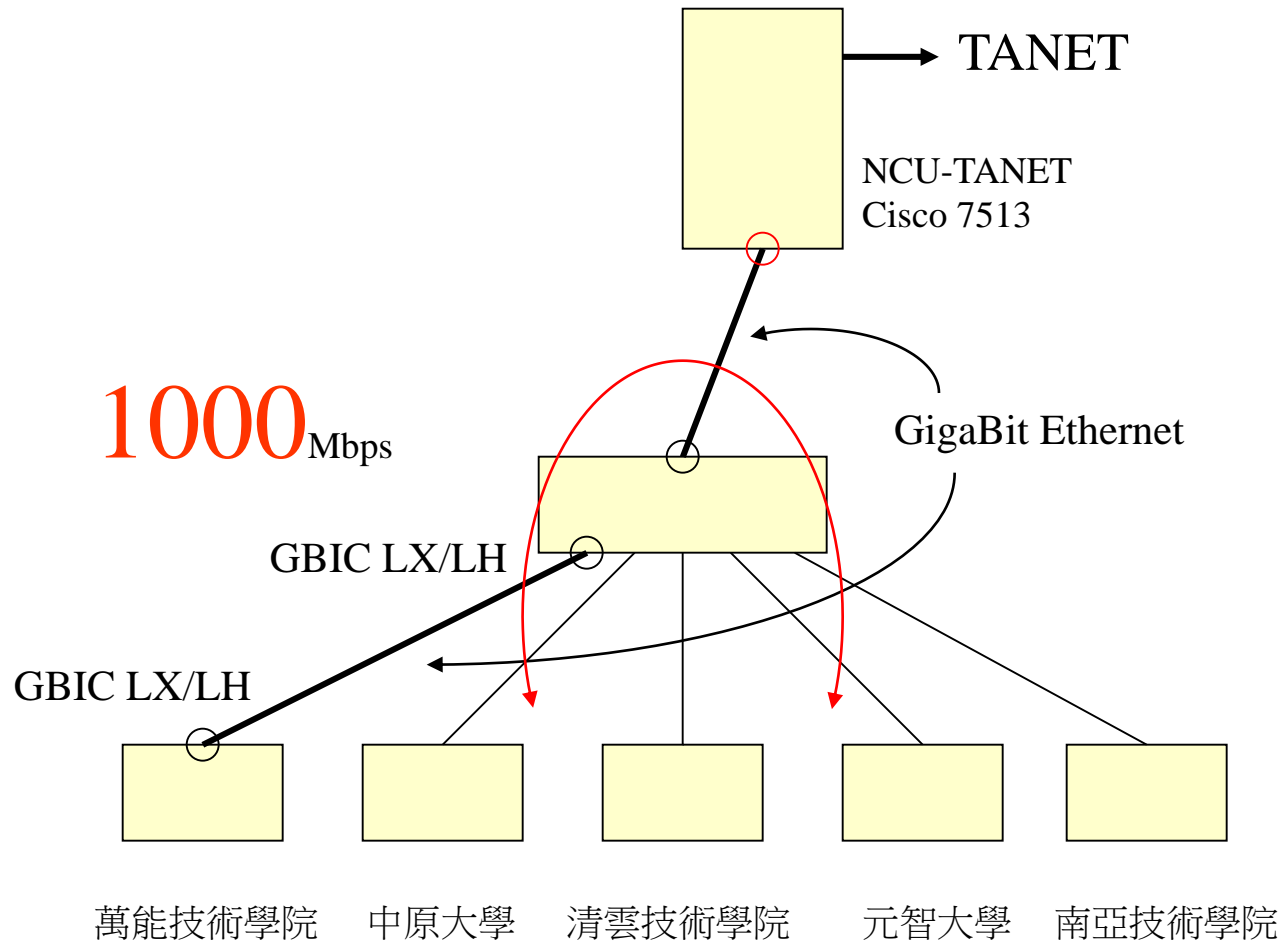 TANET
NCU-TANET
Cisco 7513
1000Mbps
GigaBit Ethernet
GBIC LX/LH
GBIC LX/LH
萬能技術學院
中原大學
清雲技術學院
元智大學
南亞技術學院